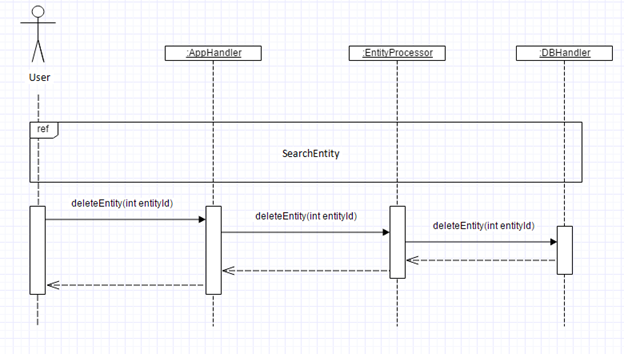 :AppHandler
:EntityProcessor
:DBHandler
User
ref
SearchEntity
deleteEntity(int entityId)
deleteEntity(int entityId)
deleteEntity(int entityId)